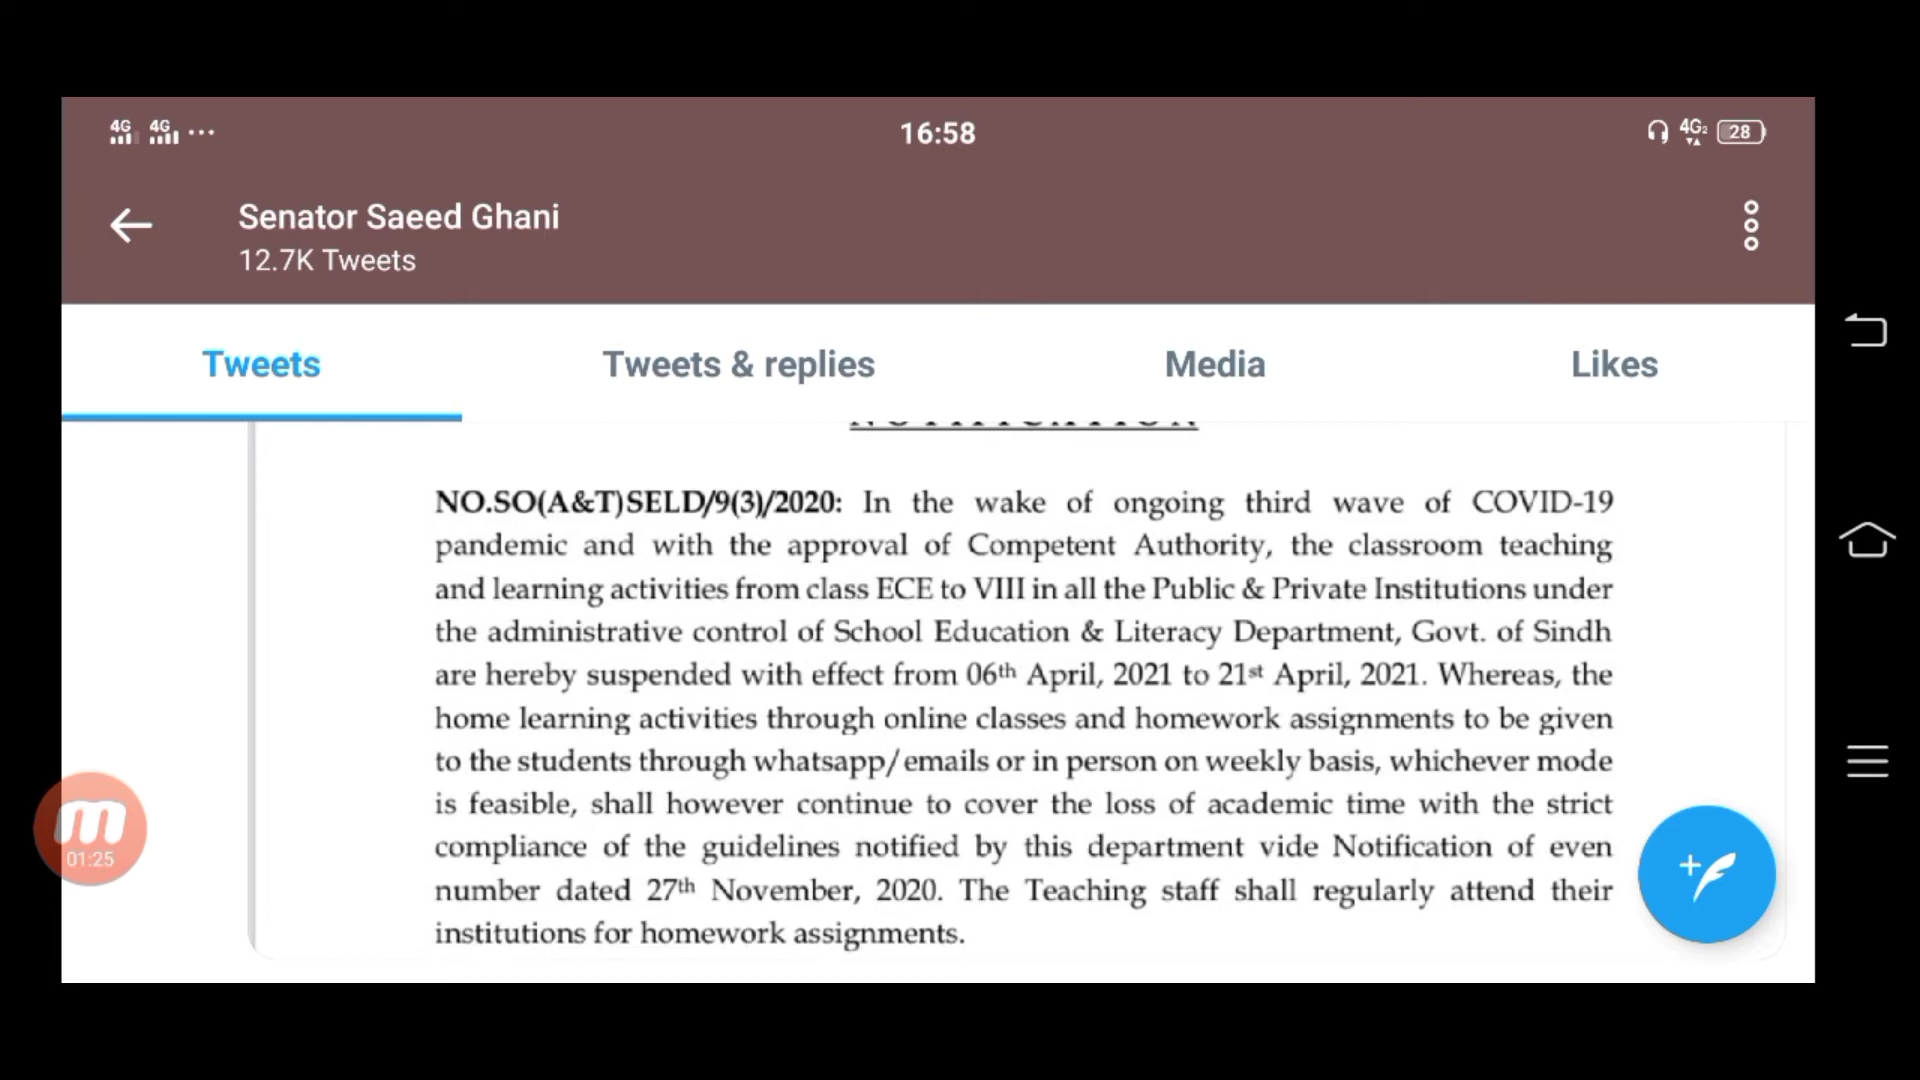 4G 4G ... 16:58 4G2 28
Senator Saeed Ghani
12.7K Tweets
Tweets Tweets & replies Media Likes
NOTIFICATION
NO.SO(A&T)SELD/9(3)/2020: In the wake of ongoing third wave of COVID-19
pandemic and with the approval of Competent Authority, the classroom teaching
and learning activities from class ECE to VIII in all the Public & Private Institutions under
the administrative control of School Education & Literacy Department, Govt. of Sindh
are hereby suspended with effect from 06th April, 2021 to 21st April, 2021. Whereas, the
home learning activities through online classes and homework assignments to be given
to the students through whatsapp/emails or in person on weekly basis, whichever mode
is feasible, shall however continue to cover the loss of academic time with the strict
compliance of the guidelines notified by this department vide Notification of even
number dated 27th November, 2020. The Teaching staff shall regularly attend their
institutions for homework assignments.
m
01:25